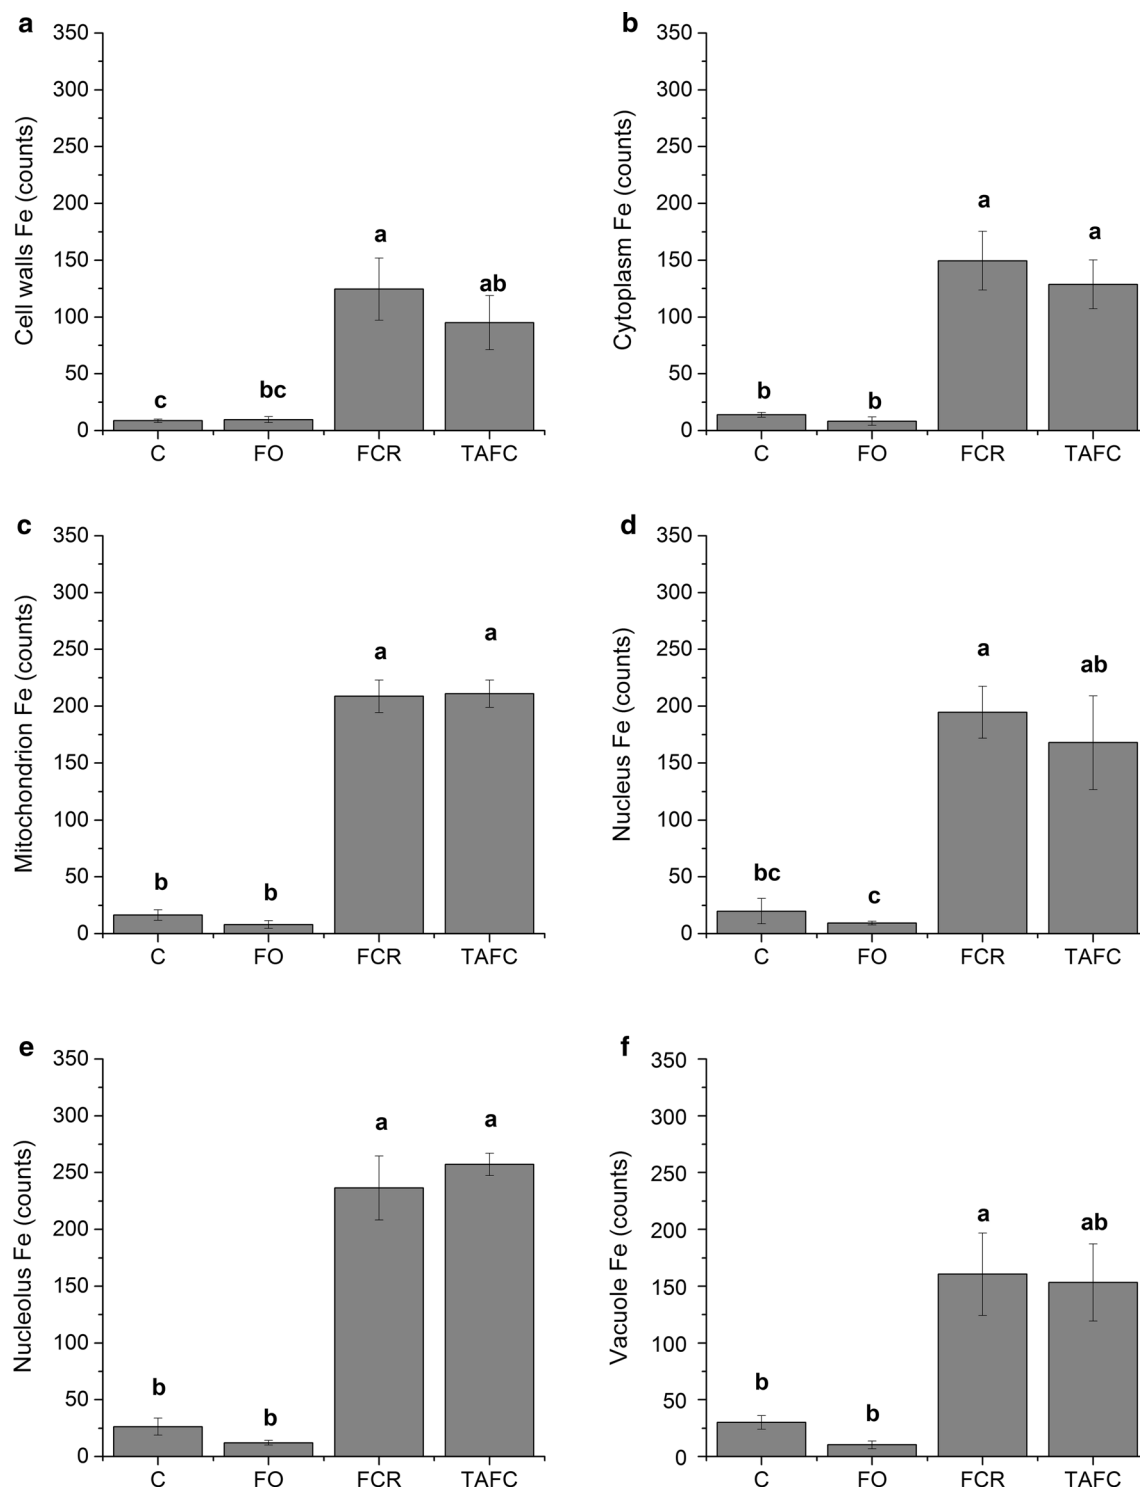 a
Cell walls Fe (counts)
350
300
250
200
150
100
50
0
c
bc
a
ab
C FO FCR TAFC
b
Cytoplasm Fe (counts)
350
300
250
200
150
100
50
0
b
b
a
a
C FO FCR TAFC
c
Mitochondrion Fe (counts)
350
300
250
200
150
100
50
0
b
b
a
a
C FO FCR TAFC
d
Nucleus Fe (counts)
350
300
250
200
150
100
50
0
bc
c
a
ab
C FO FCR TAFC
e
Nucleolus Fe (counts)
350
300
250
200
150
100
50
0
b
b
a
a
C FO FCR TAFC
f
Vacuole Fe (counts)
350
300
250
200
150
100
50
0
b
b
a
ab
C FO FCR TAFC